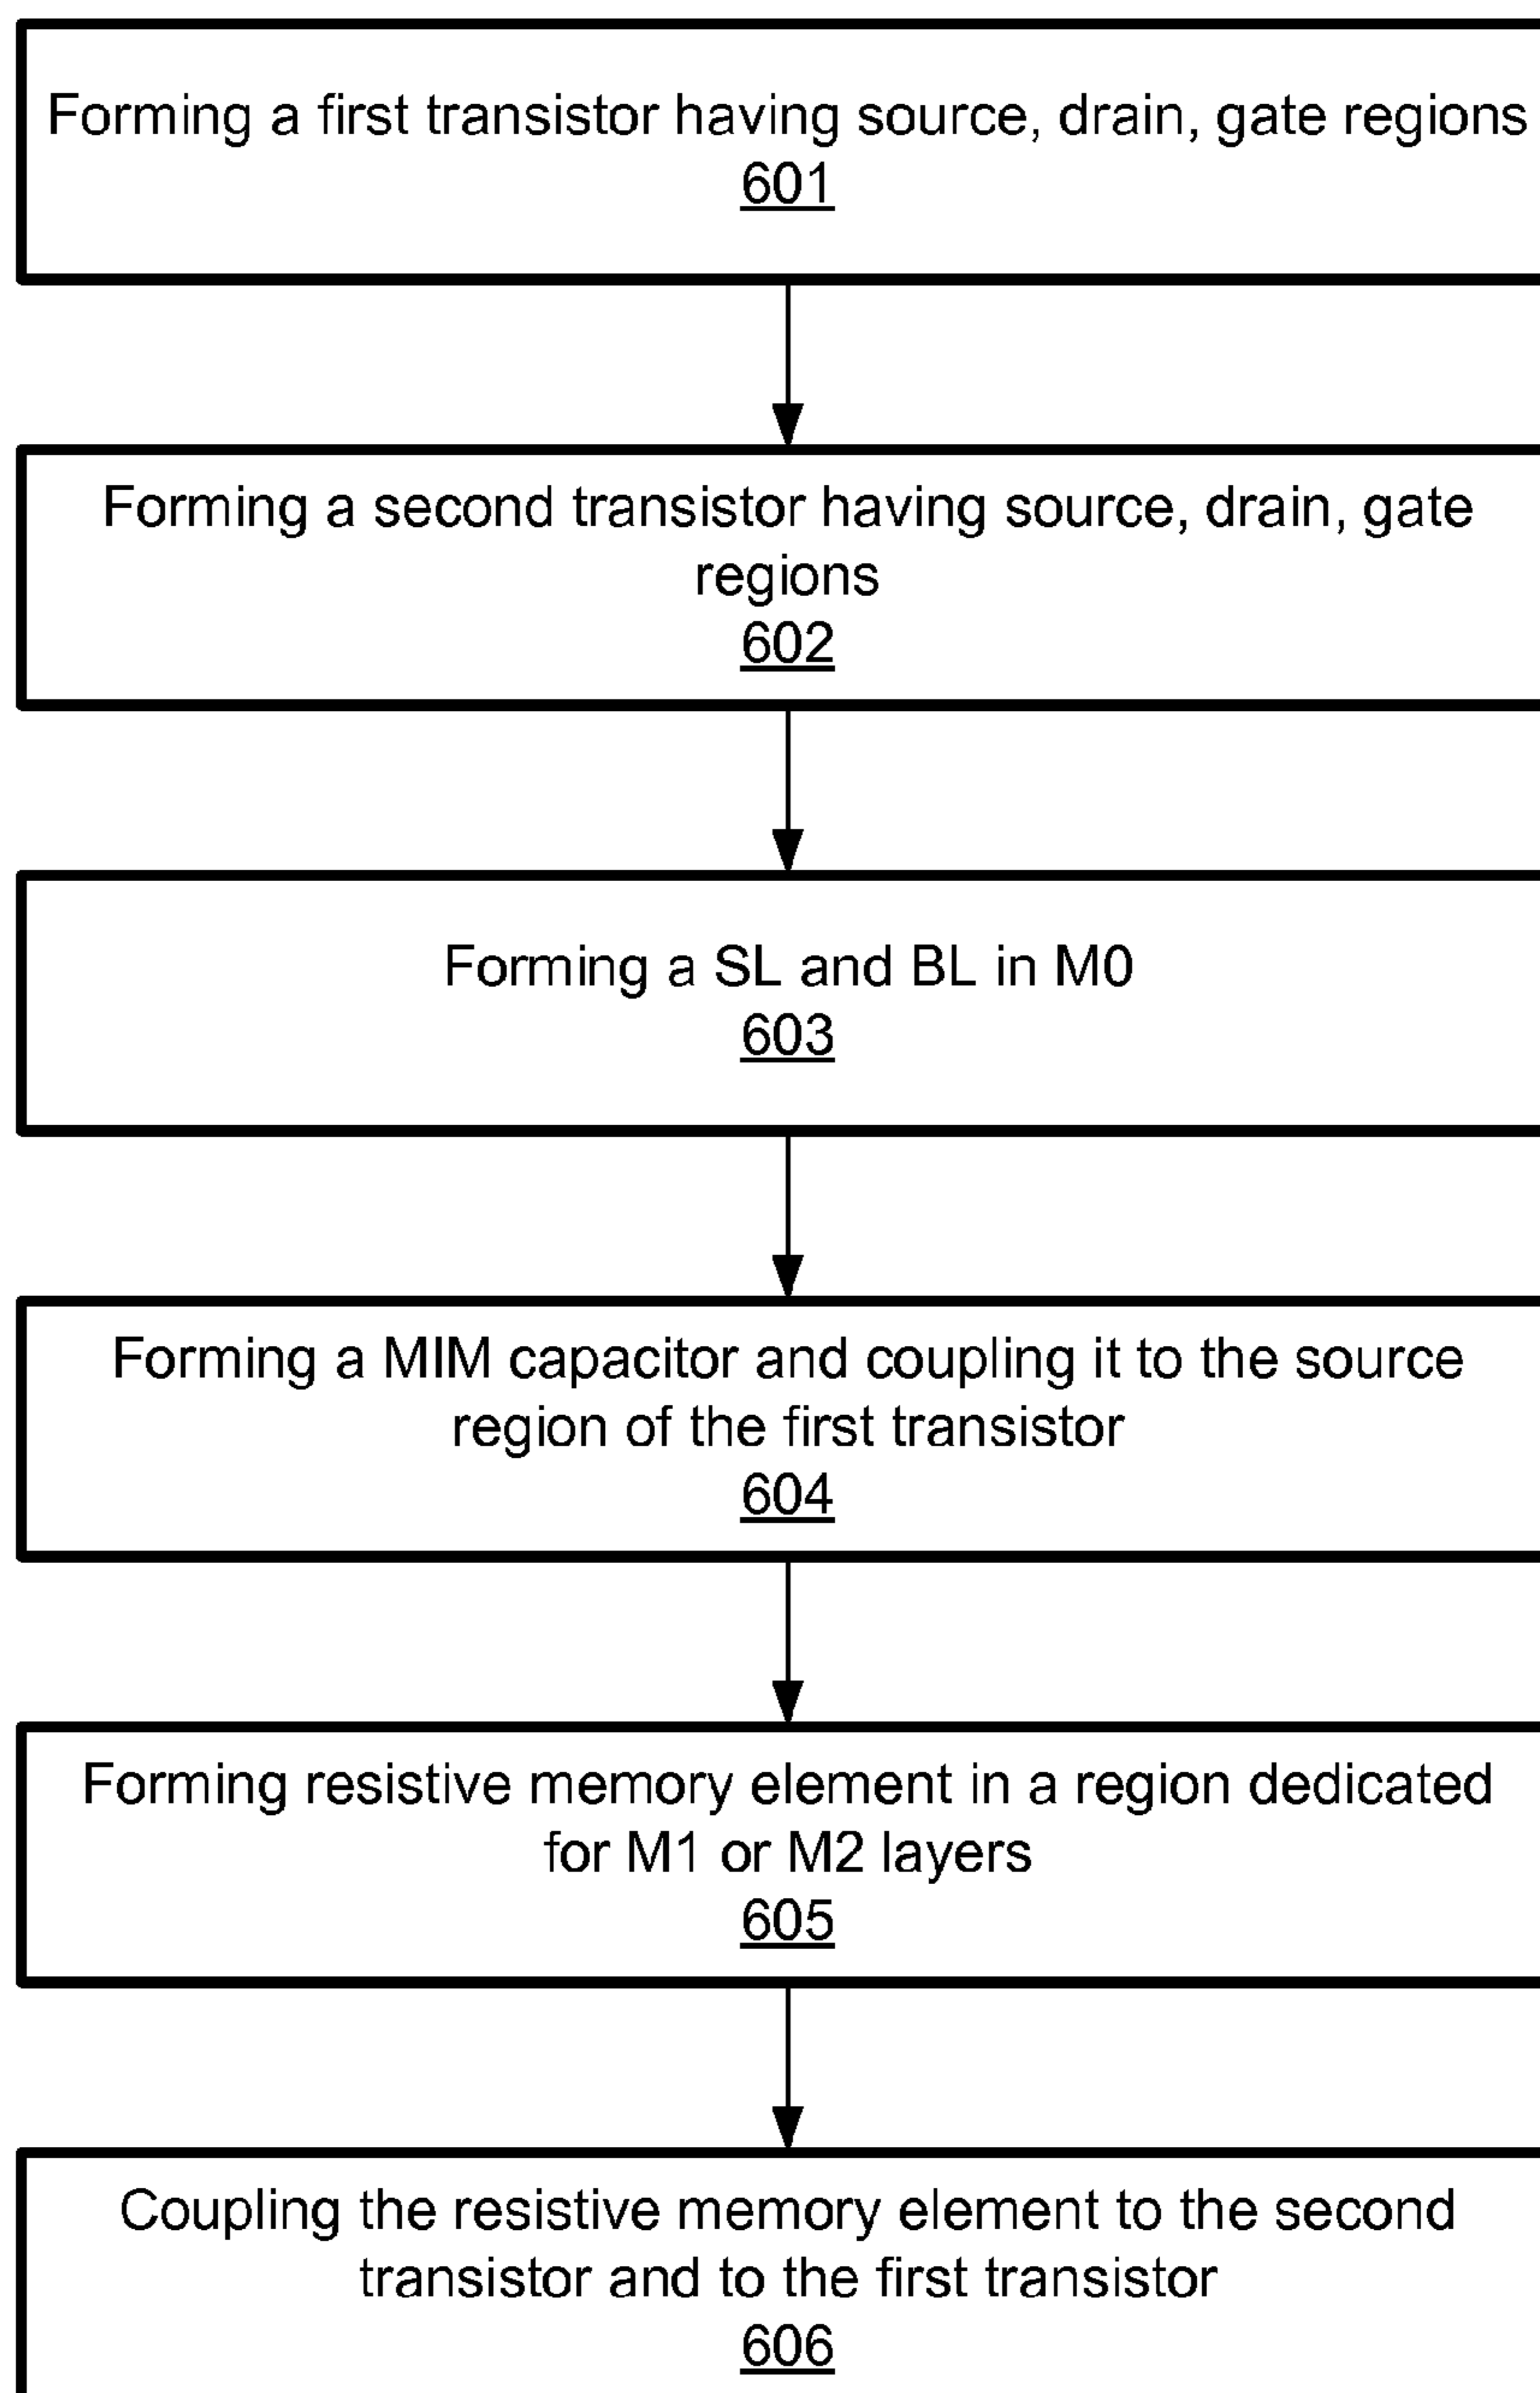 Forming a first transistor having source, drain, gate regions
601
Forming a second transistor having source, drain, gate
regions
602
Forming a SL and BL in M0
603
Forming a MIM capacitor and coupling it to the source
region of the first transistor
604
Forming resistive memory element in a region dedicated
for M1 or M2 layers
605
Coupling the resistive memory element to the second
transistor and to the first transistor
606